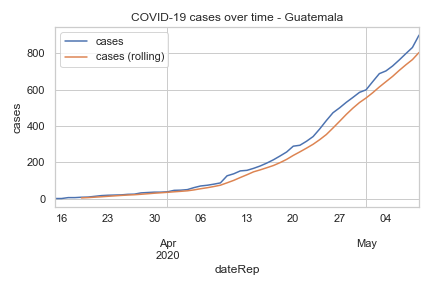 COVID-19 cases over time - Guatemala
cases
cases (rolling)
cases
800
600
400
200
0
16 23 30 06 13 20 27 04
Apr May
2020
dateRep